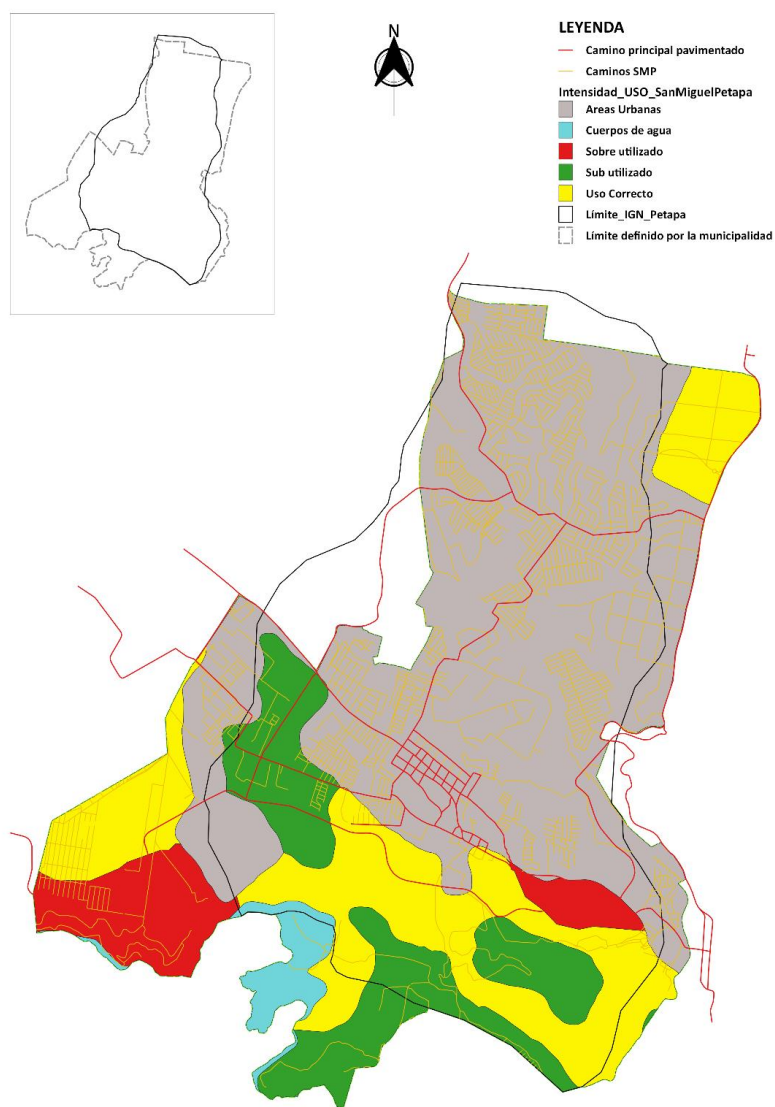 N
LEYENDA
Camino principal pavimentado
Caminos SMP
Intensidad_USO_SanMiguelPetapa
Areas Urbanas
Cuerpos de agua
Sobre utilizado
Sub utilizado
Uso Correcto
Límite_IGN_Petapa
Límite definido por la municipalidad